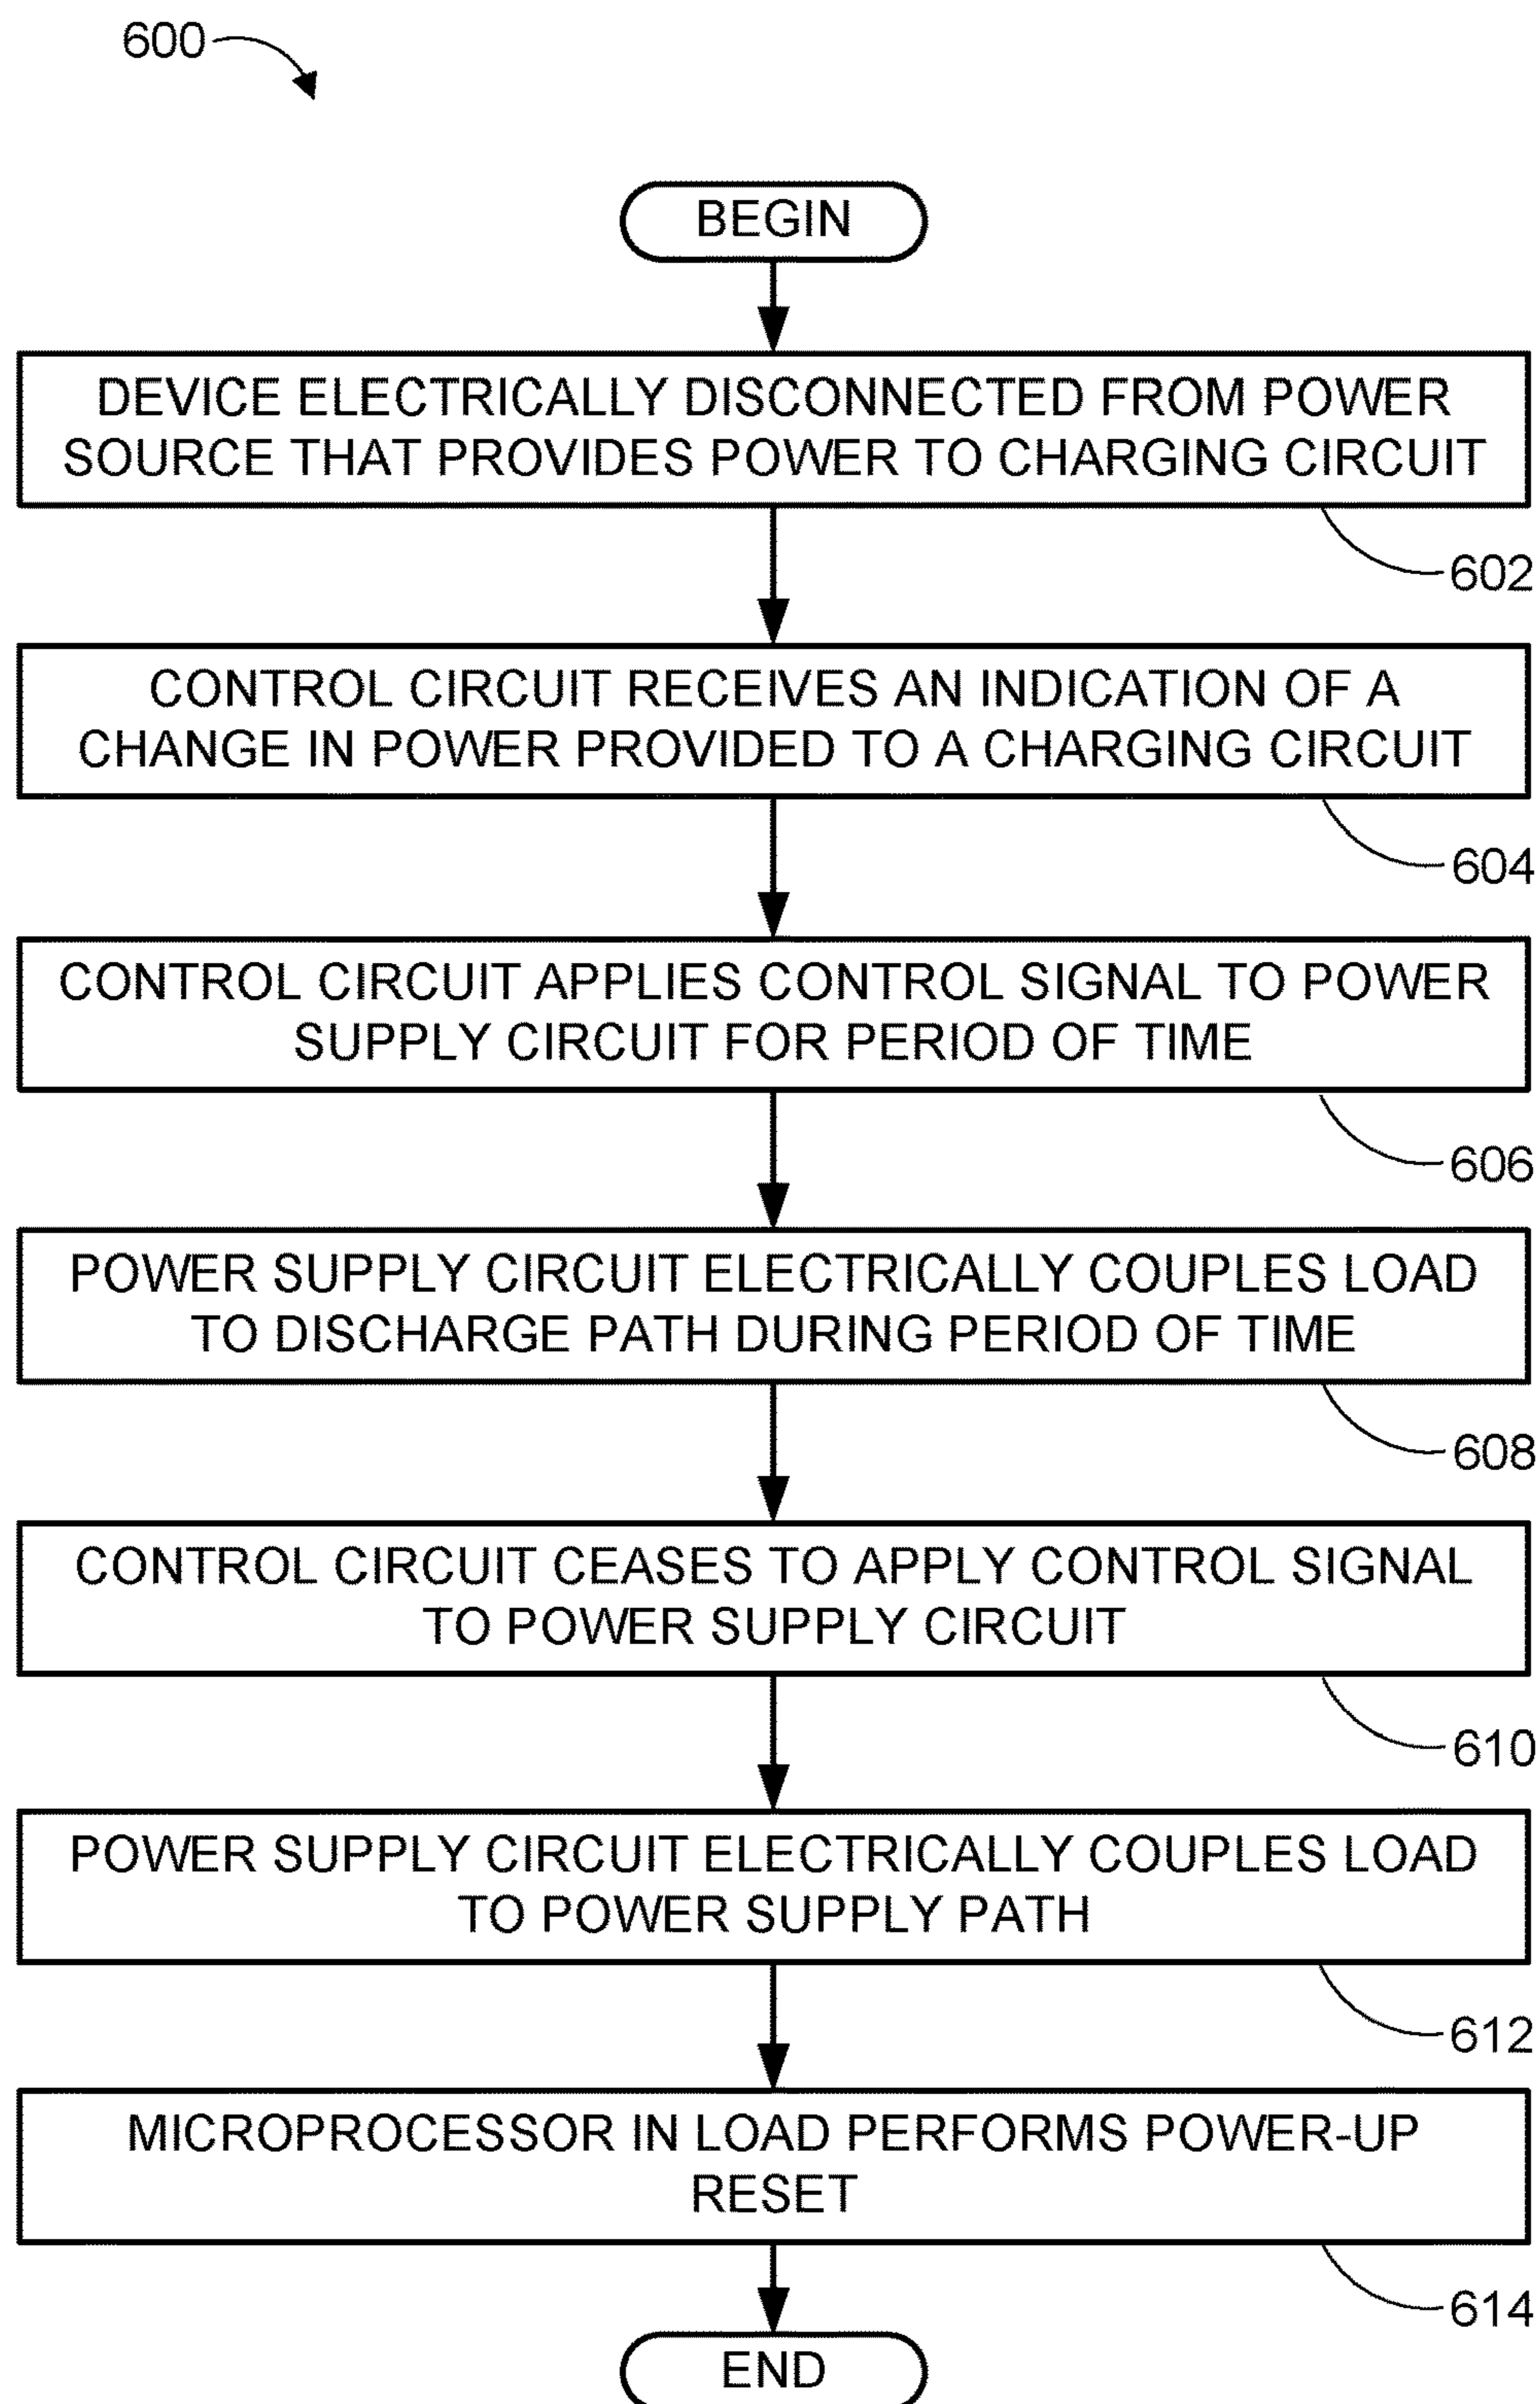 600
BEGIN
DEVICE ELECTRICALLY DISCONNECTED FROM POWER
SOURCE THAT PROVIDES POWER TO CHARGING CIRCUIT
602
CONTROL CIRCUIT RECEIVES AN INDICATION OF A
CHANGE IN POWER PROVIDED TO A CHARGING CIRCUIT
604
CONTROL CIRCUIT APPLIES CONTROL SIGNAL TO POWER
SUPPLY CIRCUIT FOR PERIOD OF TIME
606
POWER SUPPLY CIRCUIT ELECTRICALLY COUPLES LOAD
TO DISCHARGE PATH DURING PERIOD OF TIME
608
CONTROL CIRCUIT CEASES TO APPLY CONTROL SIGNAL
TO POWER SUPPLY CIRCUIT
610
POWER SUPPLY CIRCUIT ELECTRICALLY COUPLES LOAD
TO POWER SUPPLY PATH
612
MICROPROCESSOR IN LOAD PERFORMS POWER-UP
RESET
614
END